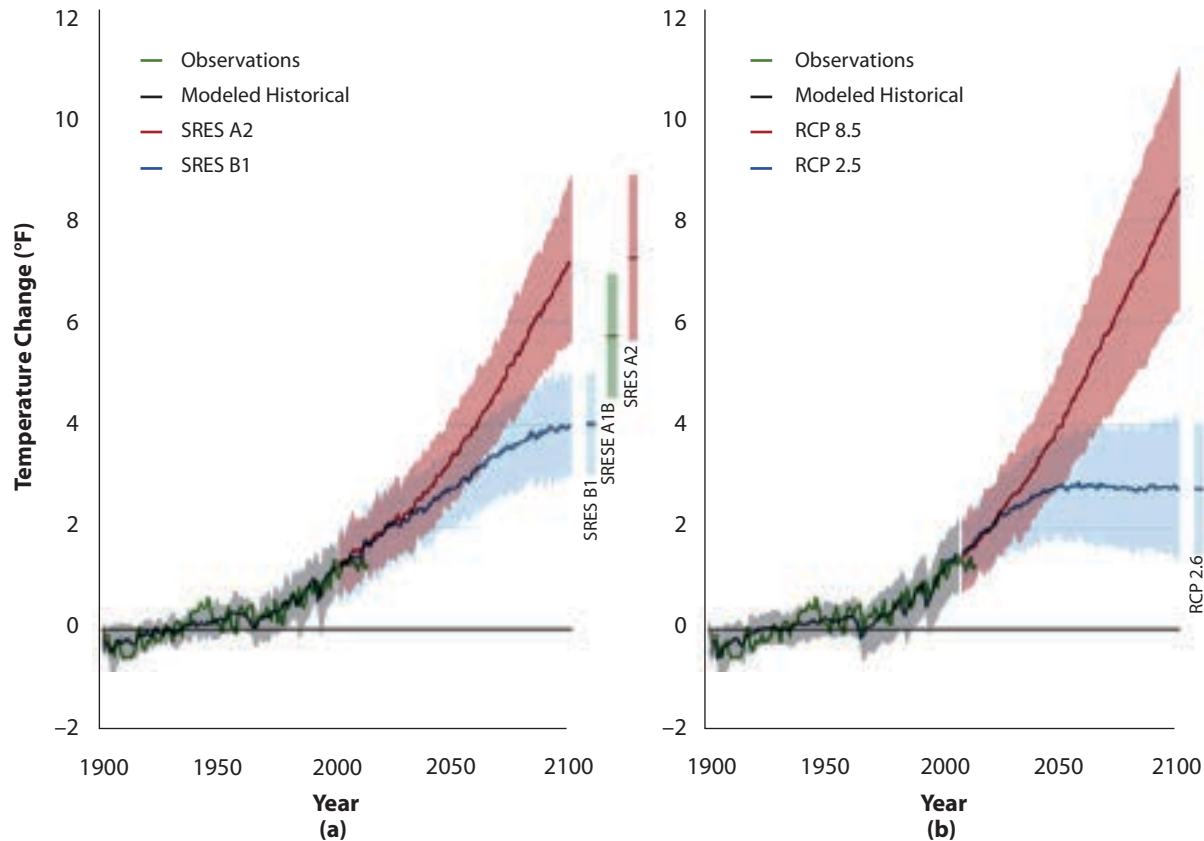 12
10
8
6
4
2
0
–2
Temperature Change (°F)
Observations
Modeled Historical
SRES A2
SRES B1
SRES B1
SRESE A1B
SRES A2
1900
1950
2000
2050
2100
Year
(a)
12
10
8
6
4
2
0
–2
Observations
Modeled Historical
RCP 8.5
RCP 2.5
RCP 2.6
1900
1950
2000
2050
2100
Year
(b)